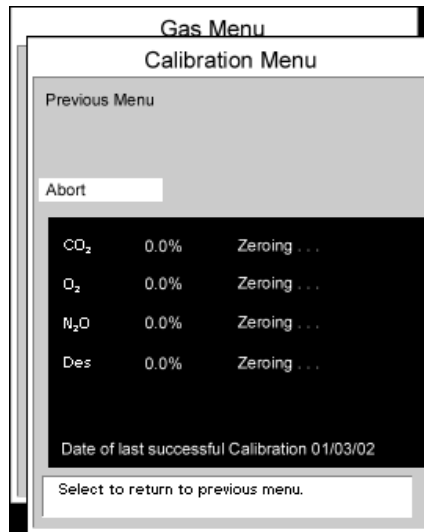 Gas Menu
Calibration Menu
Previous Menu
Abort
CO₂ 0.0% Zeroing . . .
O₂ 0.0% Zeroing . . .
N₂O 0.0% Zeroing . . .
Des 0.0% Zeroing . . .
Date of last successful Calibration 01/03/02
Select to return to previous menu.